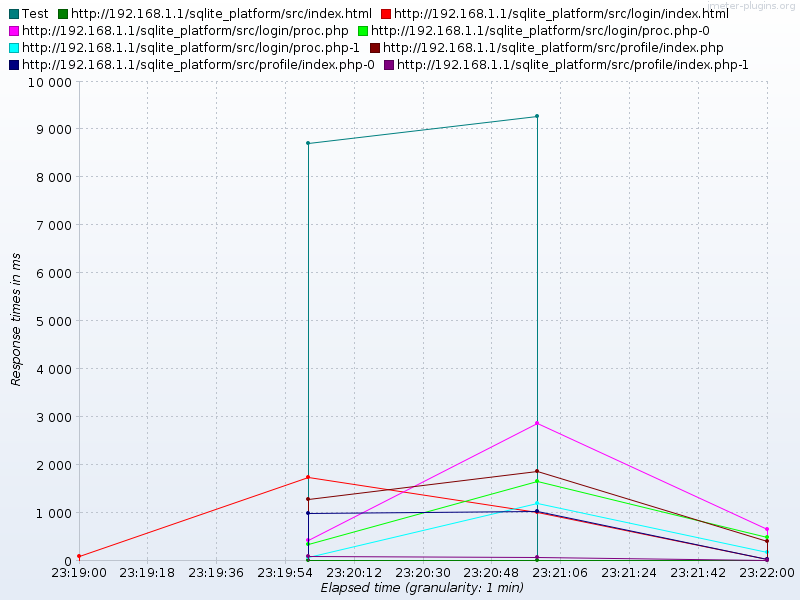 jmeter-plugins.org
Test http://192.168.1.1/sqlite_platform/src/index.html http://192.168.1.1/sqlite_platform/src/login/index.html
http://192.168.1.1/sqlite_platform/src/login/proc.php http://192.168.1.1/sqlite_platform/src/login/proc.php-0
http://192.168.1.1/sqlite_platform/src/login/proc.php-1 http://192.168.1.1/sqlite_platform/src/profile/index.php
http://192.168.1.1/sqlite_platform/src/profile/index.php-0 http://192.168.1.1/sqlite_platform/src/profile/index.php-1
10 000
9 000
8 000
7 000
6 000
5 000
4 000
3 000
2 000
1 000
0
Response times in ms
23:19:00 23:19:18 23:19:36 23:19:54 23:20:12 23:20:30 23:20:48 23:21:06 23:21:24 23:21:42 23:22:00
Elapsed time (granularity: 1 min)